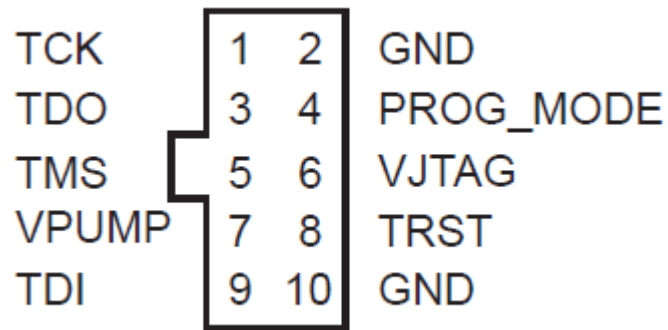 TCK 1 2 GND
TDO 3 4 PROG_MODE
TMS 5 6 VJTAG
VPUMP 7 8 TRST
TDI 9 10 GND